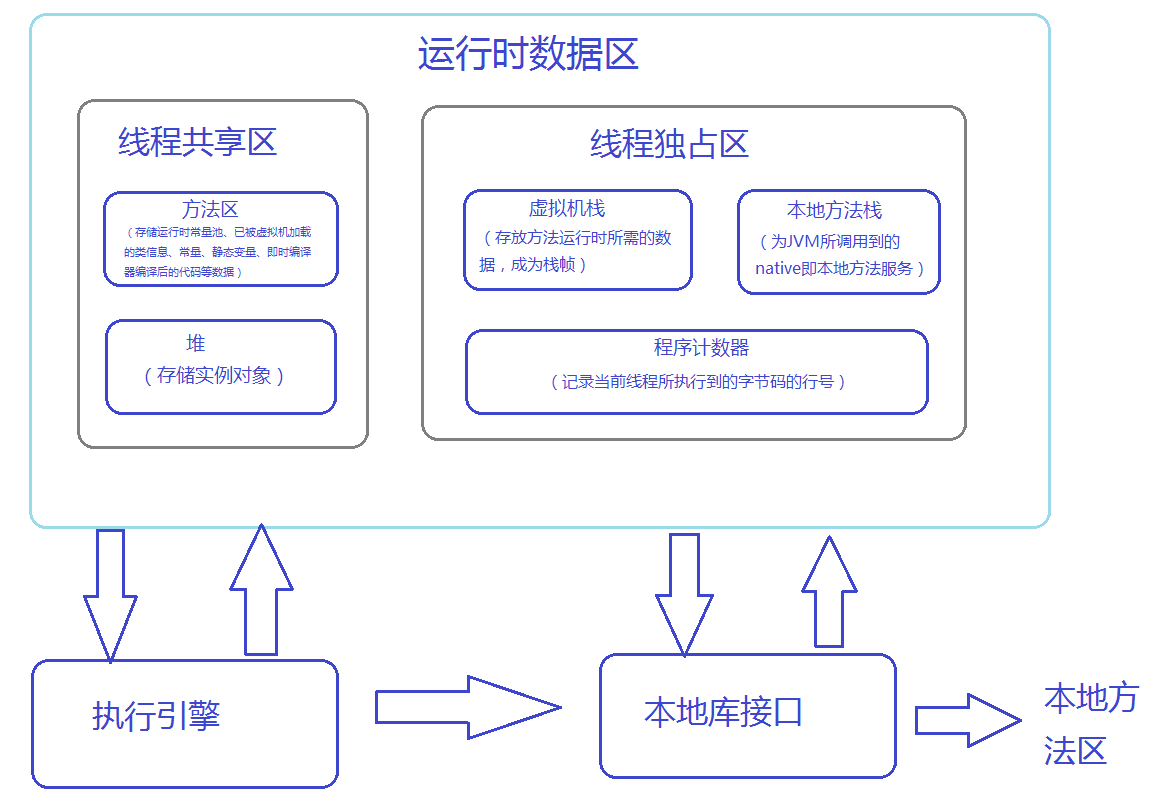 运行时数据区
线程共享区
方法区
（存储运行时常量池、已被虚拟机加载
的类信息、常量、静态变量、即时编译
器编译后的代码等数据）
堆
（存储实例对象）
线程独占区
虚拟机栈
（存放方法运行时所需的数
据，成为栈帧）
本地方法栈
（为JVM所调用到的
native即本地方法服务）
程序计数器
（记录当前线程所执行到的字节码的行号）
执行引擎
本地库接口
本地方
法区